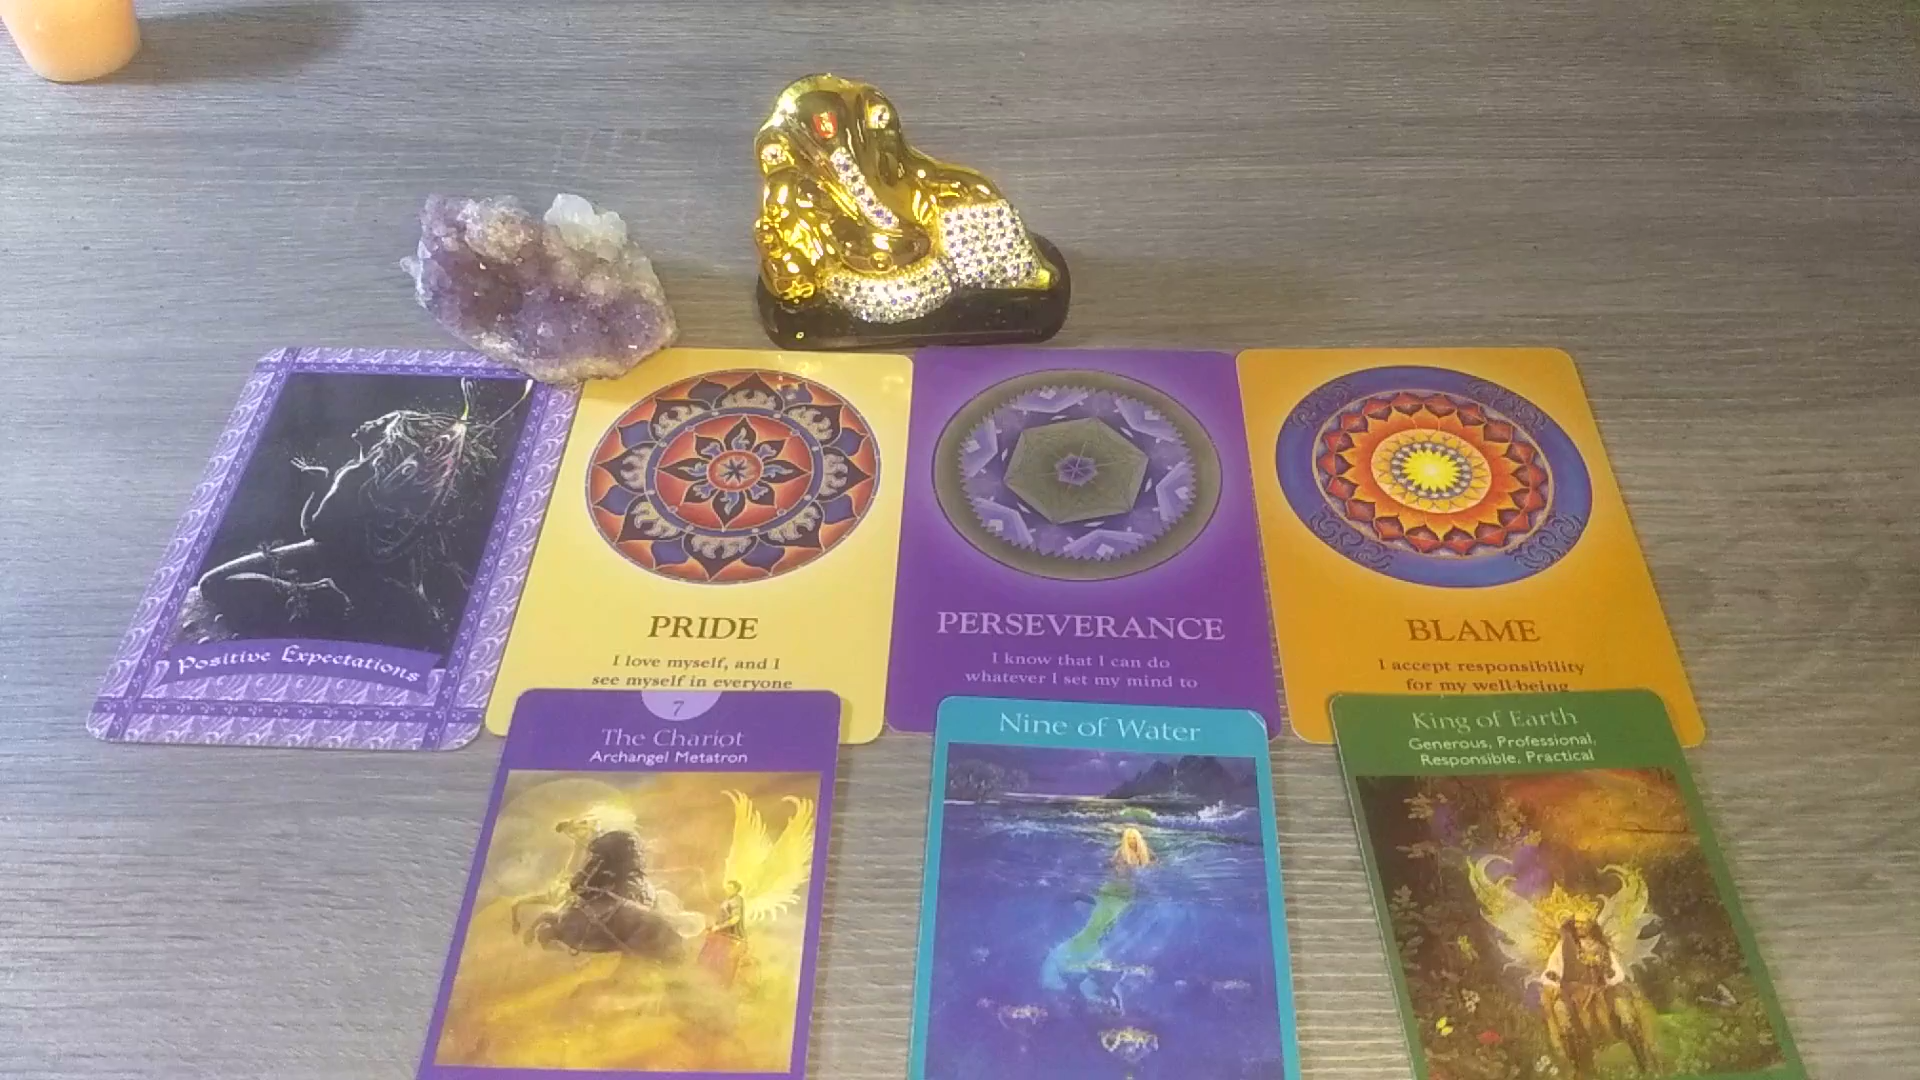 Positive Expectations
PRIDE
I love myself, and I
see myself in everyone
PERSEVERANCE
I know that I can do
whatever I set my mind to
BLAME
I accept responsibility
for my well-being
7
The Chariot
Archangel Metatron
Nine of Water
King of Earth
Generous, Professional,
Responsible, Practical